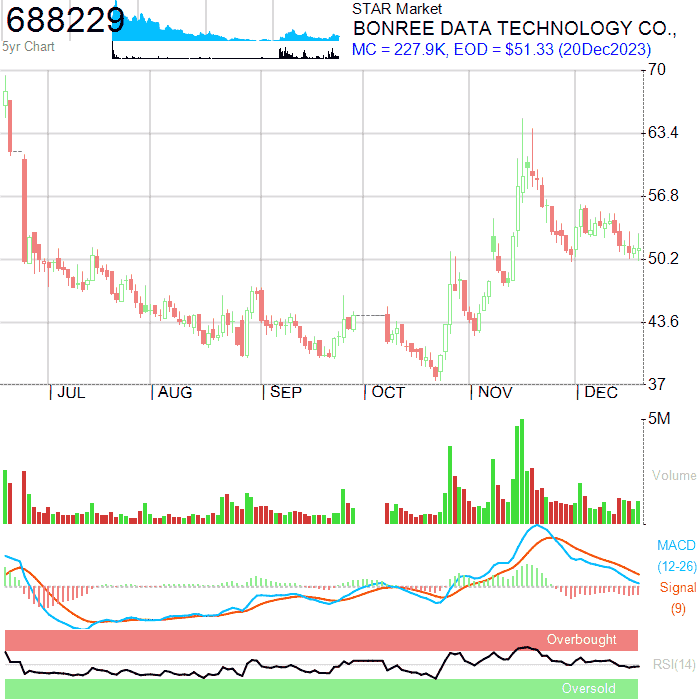 688229
5yr Chart
STAR Market
BONREE DATA TECHNOLOGY CO.,
MC = 227.9K, EOD = $51.33 (20Dec2023)
70
63.4
56.8
50.2
43.6
37
JUL AUG SEP OCT NOV DEC
5M
Volume
MACD
(12-26)
Signal
(9)
Overbought
RSI(14)
Oversold